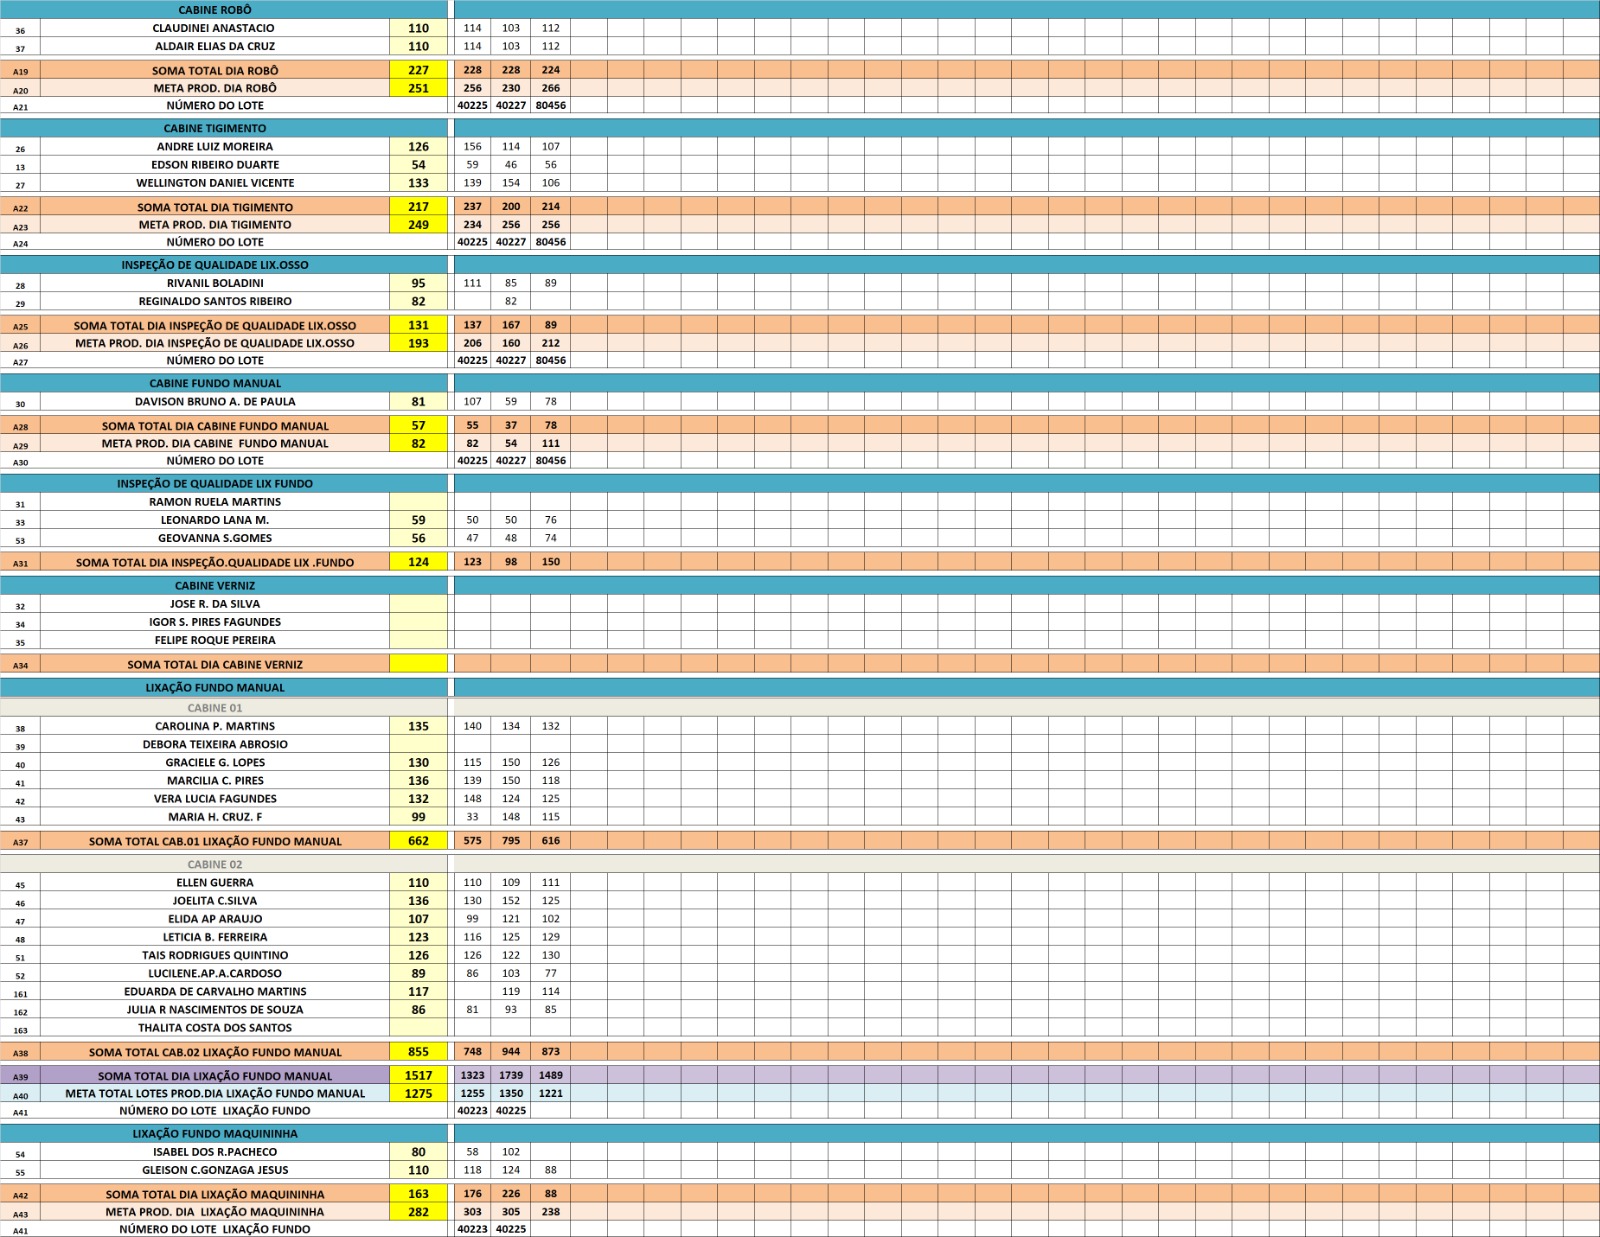 CABINE ROBÔ
36 CLAUDINEI ANASTACIO 110 114 103 112
37 ALDAIR ELIAS DA CRUZ 110 114 103 112
A19 SOMA TOTAL DIA ROBÔ 227 228 228 224
A20 META PROD. DIA ROBÔ 251 256 230 266
A21 NÚMERO DO LOTE 40225 40227 80456
CABINE TIGIMENTO
26 ANDRE LUIZ MOREIRA 126 156 114 107
13 EDSON RIBEIRO DUARTE 54 59 46 56
27 WELLINGTON DANIEL VICENTE 133 139 154 106
A22 SOMA TOTAL DIA TIGIMENTO 217 237 200 214
A23 META PROD. DIA TIGIMENTO 249 234 256 256
A24 NÚMERO DO LOTE 40225 40227 80456
INSPEÇÃO DE QUALIDADE LIX.OSSO
28 RIVANIL BOLADINI 95 111 85 89
29 REGINALDO SANTOS RIBEIRO 82 82
A25 SOMA TOTAL DIA INSPEÇÃO DE QUALIDADE LIX.OSSO 131 137 167 89
A26 META PROD. DIA INSPEÇÃO DE QUALIDADE LIX.OSSO 193 206 160 212
A27 NÚMERO DO LOTE 40225 40227 80456
CABINE FUNDO MANUAL
30 DAVISON BRUNO A. DE PAULA 81 107 59 78
A28 SOMA TOTAL DIA CABINE FUNDO MANUAL 57 55 37 78
A29 META PROD. DIA CABINE FUNDO MANUAL 82 82 54 111
A30 NÚMERO DO LOTE 40225 40227 80456
INSPEÇÃO DE QUALIDADE LIX FUNDO
31 RAMON RUELA MARTINS
33 LEONARDO LANA M. 59 50 50 76
53 GEOVANNA S.GOMES 56 47 48 74
A31 SOMA TOTAL DIA INSPEÇÃO.QUALIDADE LIX .FUNDO 124 123 98 150
CABINE VERNIZ
32 JOSE R. DA SILVA
34 IGOR S. PIRES FAGUNDES
35 FELIPE ROQUE PEREIRA
A34 SOMA TOTAL DIA CABINE VERNIZ
LIXAÇÃO FUNDO MANUAL
CABINE 01
38 CAROLINA P. MARTINS 135 140 134 132
39 DEBORA TEIXEIRA ABROSIO
40 GRACIELE G. LOPES 130 115 150 126
41 MARCILIA C. PIRES 136 139 150 118
42 VERA LUCIA FAGUNDES 132 148 124 125
43 MARIA H. CRUZ. F 99 33 148 115
A37 SOMA TOTAL CAB.01 LIXAÇÃO FUNDO MANUAL 662 575 795 616
CABINE 02
45 ELLEN GUERRA 110 110 109 111
46 JOELITA C.SILVA 136 130 152 125
47 ELIDA AP ARAUJO 107 99 121 102
48 LETICIA B. FERREIRA 123 116 125 129
51 TAIS RODRIGUES QUINTINO 126 126 122 130
52 LUCILENE.AP.A.CARDOSO 89 86 103 77
161 EDUARDA DE CARVALHO MARTINS 117 119 114
162 JULIA R NASCIMENTOS DE SOUZA 86 81 93 85
163 THALITA COSTA DOS SANTOS
A38 SOMA TOTAL CAB.02 LIXAÇÃO FUNDO MANUAL 855 748 944 873
A39 SOMA TOTAL DIA LIXAÇÃO FUNDO MANUAL 1517 1323 1739 1489
A40 META TOTAL LOTES PROD.DIA LIXAÇÃO FUNDO MANUAL 1275 1255 1350 1221
A41 NÚMERO DO LOTE LIXAÇÃO FUNDO 40223 40225
LIXAÇÃO FUNDO MAQUININHA
54 ISABEL DOS R.PACHECO 80 58 102
55 GLEISON C.GONZAGA JESUS 110 118 124 88
A42 SOMA TOTAL DIA LIXAÇÃO MAQUININHA 163 176 226 88
A43 META PROD. DIA LIXAÇÃO MAQUININHA 282 303 305 238
A41 NÚMERO DO LOTE LIXAÇÃO FUNDO 40223 40225